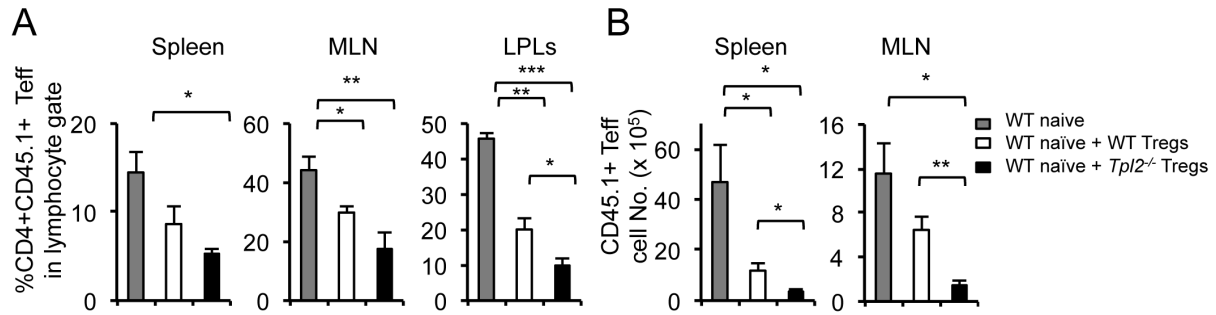 A
B
Spleen
MLN
LPLs
Spleen
MLN
%CD4+CD45.1+ Teff
in lymphocyte gate
20
10
0
*
60
40
20
0
**
*
50
40
30
20
10
0
***
**
*
CD45.1+ Teff
cell No. (x 10⁵)
60
40
20
0
*
*
*
16
12
8
4
0
*
**
WT naive
WT naïve + WT Tregs
WT naïve + Tpl2⁻/⁻ Tregs